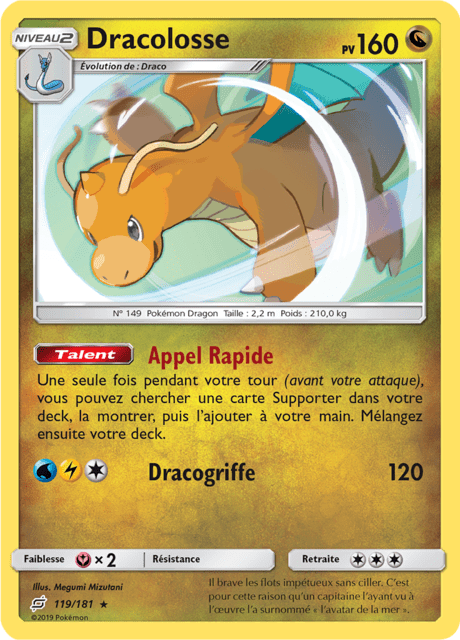 NIVEAU 2
Dracolosse
PV 160
Évolution de : Draco
N° 149 Pokémon Dragon Taille : 2,2 m Poids : 210,0 kg
Talent Appel Rapide
Une seule fois pendant votre tour (avant votre attaque),
vous pouvez chercher une carte Supporter dans votre
deck, la montrer, puis l'ajouter à votre main. Mélangez
ensuite votre deck.
Dracogriffe 120
Faiblesse × 2 Résistance Retraite
Illus. Megumi Mizutani
119/181 ★
©2019 Pokémon
Il brave les flots impétueux sans ciller. C'est
pour cette raison qu'un capitaine l'ayant vu à
l'œuvre l'a surnommé « l'avatar de la mer ».